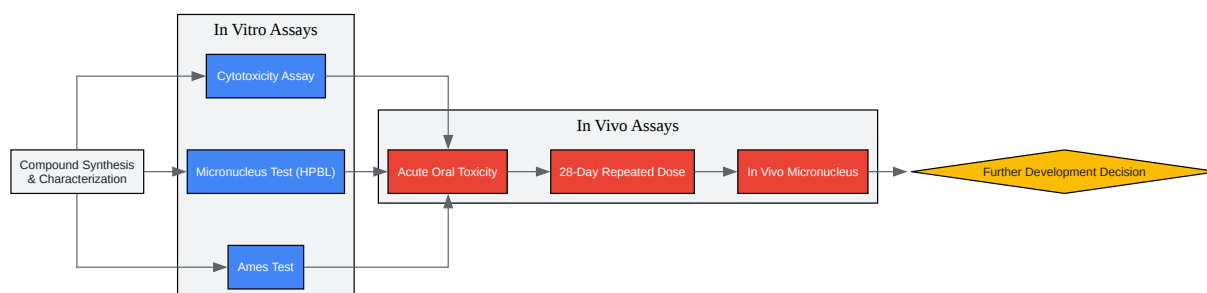 In Vitro Assays
Cytotoxicity Assay
In Vivo Assays
Compound Synthesis
& Characterization
Micronucleus Test (HPBL)
Acute Oral Toxicity
28-Day Repeated Dose
In Vivo Micronucleus
Further Development Decision
Ames Test